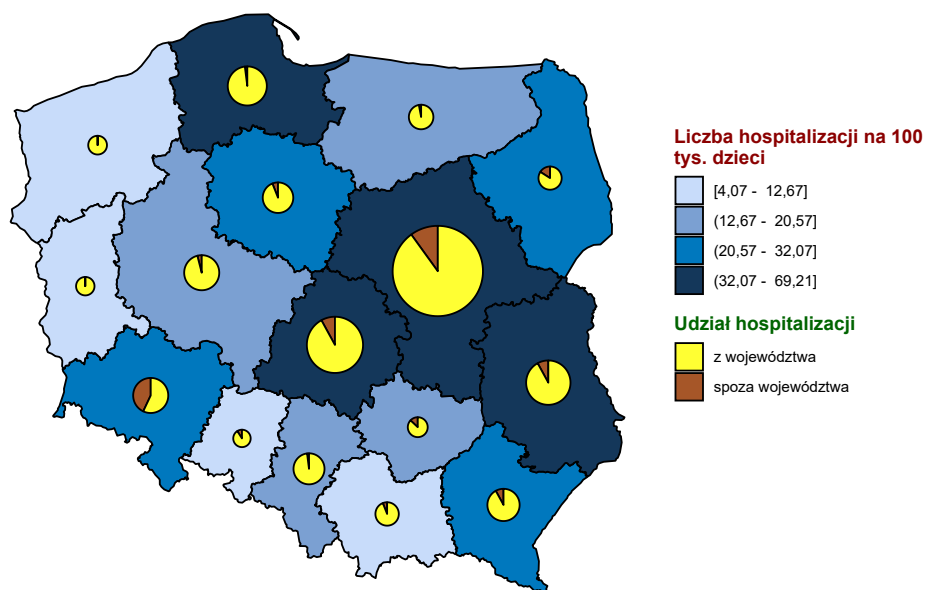 Liczba hospitalizacji na 100
tys. dzieci
[4,07 - 12,67]
(12,67 - 20,57]
(20,57 - 32,07]
(32,07 - 69,21]
Udział hospitalizacji
z województwa
spoza województwa